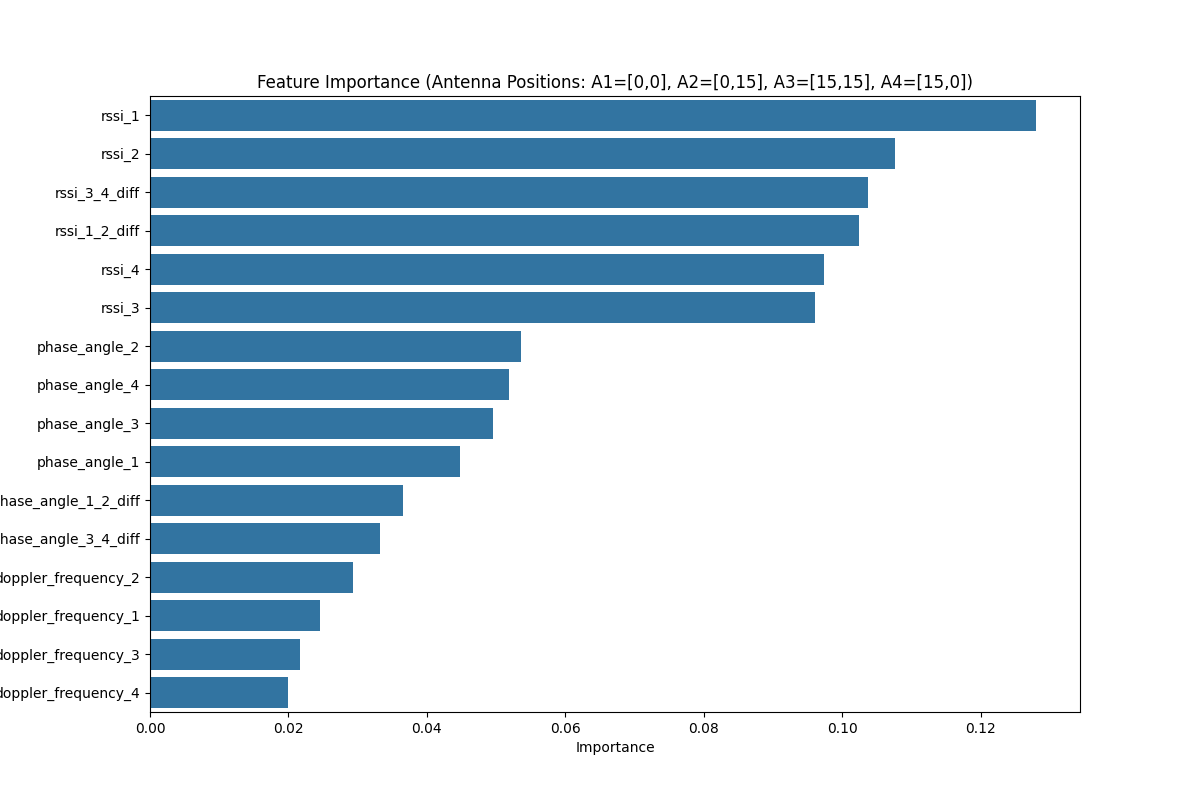 Feature Importance (Antenna Positions: A1=[0,0], A2=[0,15], A3=[15,15], A4=[15,0])
rssi_1
rssi_2
rssi_3_4_diff
rssi_1_2_diff
rssi_4
rssi_3
phase_angle_2
phase_angle_4
phase_angle_3
phase_angle_1
hase_angle_1_2_diff
hase_angle_3_4_diff
doppler_frequency_2
doppler_frequency_1
doppler_frequency_3
doppler_frequency_4
0.00 0.02 0.04 0.06 0.08 0.10 0.12
Importance